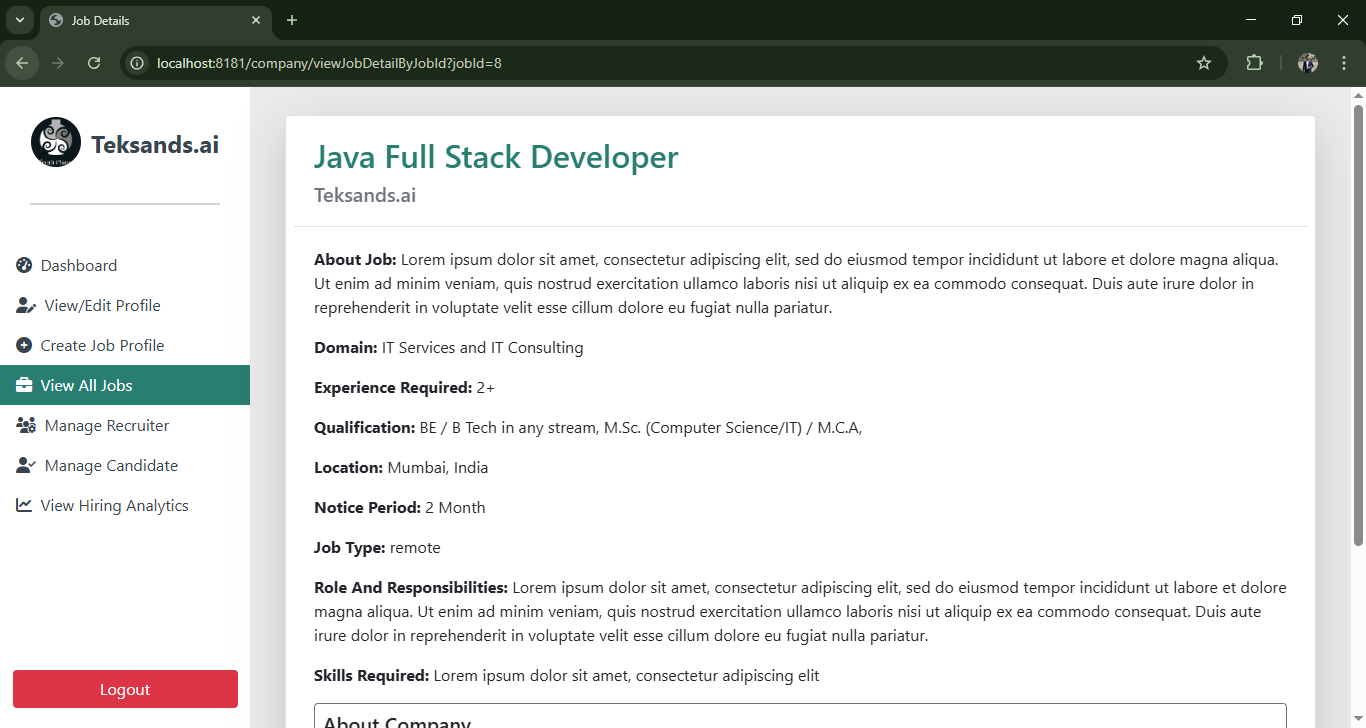 Job Details
localhost:8181/company/viewJobDetailByJobId?jobId=8
Teksands.ai
Dashboard
View/Edit Profile
Create Job Profile
View All Jobs
Manage Recruiter
Manage Candidate
View Hiring Analytics
Logout
Java Full Stack Developer
Teksands.ai
About Job: Lorem ipsum dolor sit amet, consectetur adipiscing elit, sed do eiusmod tempor incididunt ut labore et dolore magna aliqua.
Ut enim ad minim veniam, quis nostrud exercitation ullamco laboris nisi ut aliquip ex ea commodo consequat. Duis aute irure dolor in
reprehenderit in voluptate velit esse cillum dolore eu fugiat nulla pariatur.
Domain: IT Services and IT Consulting
Experience Required: 2+
Qualification: BE / B Tech in any stream, M.Sc. (Computer Science/IT) / M.C.A,
Location: Mumbai, India
Notice Period: 2 Month
Job Type: remote
Role And Responsibilities: Lorem ipsum dolor sit amet, consectetur adipiscing elit, sed do eiusmod tempor incididunt ut labore et dolore
magna aliqua. Ut enim ad minim veniam, quis nostrud exercitation ullamco laboris nisi ut aliquip ex ea commodo consequat. Duis aute
irure dolor in reprehenderit in voluptate velit esse cillum dolore eu fugiat nulla pariatur.
Skills Required: Lorem ipsum dolor sit amet, consectetur adipiscing elit
About Company